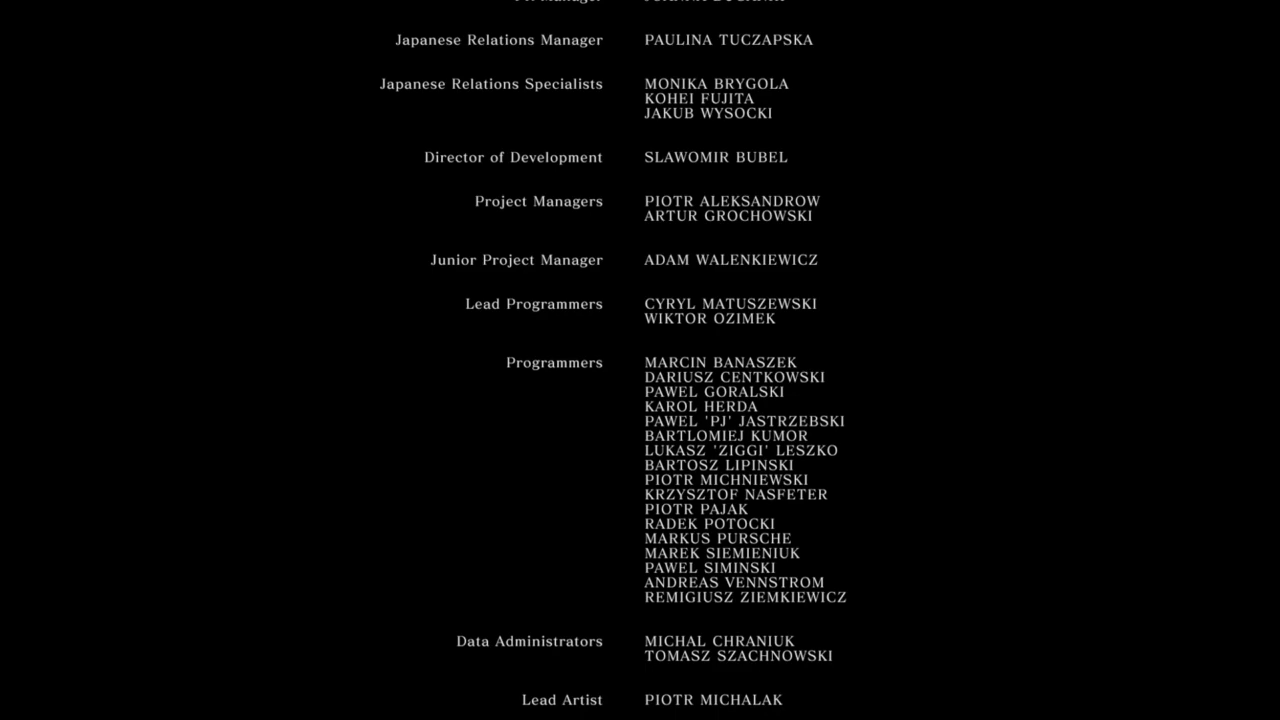 Japanese Relations Manager PAULINA TUCZAPSKA
Japanese Relations Specialists MONIKA BRYGOLA
KOHEI FUJITA
JAKUB WYSOCKI
Director of Development SLAWOMIR BUBEL
Project Managers PIOTR ALEKSANDROW
ARTUR GROCHOWSKI
Junior Project Manager ADAM WALENKIEWICZ
Lead Programmers CYRYL MATUSZEWSKI
WIKTOR OZIMEK
Programmers MARCIN BANASZEK
DARIUSZ CENTKOWSKI
PAWEL GORALSKI
KAROL HERDA
PAWEL 'PJ' JASTRZEBSKI
BARTLOMIEJ KUMOR
LUKASZ 'ZIGGI' LESZKO
BARTOSZ LIPINSKI
PIOTR MICHNIEWSKI
KRZYSZTOF NASFETER
PIOTR PAJAK
RADEK POTOCKI
MARKUS PURSCHE
MAREK SIEMIENIUK
PAWEL SIMINSKI
ANDREAS VENNSTROM
REMIGIUSZ ZIEMKIEWICZ
Data Administrators MICHAL CHRANIUK
TOMASZ SZACHNOWSKI
Lead Artist PIOTR MICHALAK